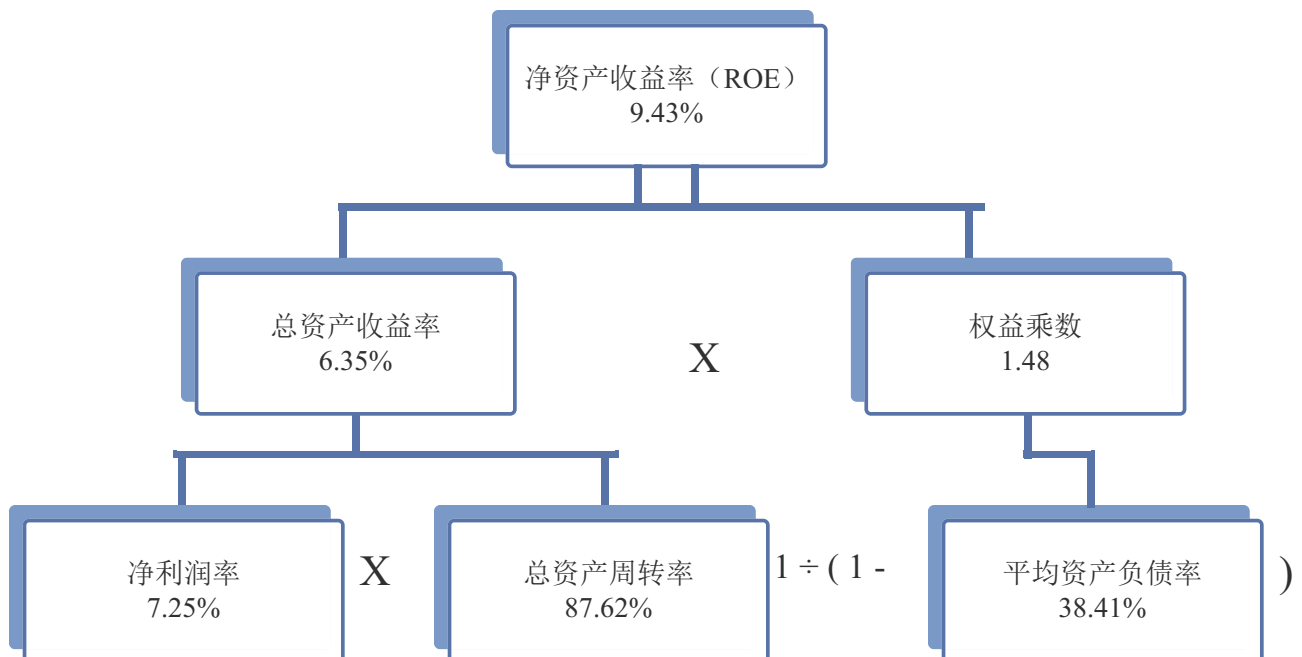 净资产收益率（ROE）
9.43%
总资产收益率
6.35%
X
权益乘数
1.48
净利润率
7.25%
X
总资产周转率
87.62%
1 ÷ ( 1 -
平均资产负债率
38.41%
)